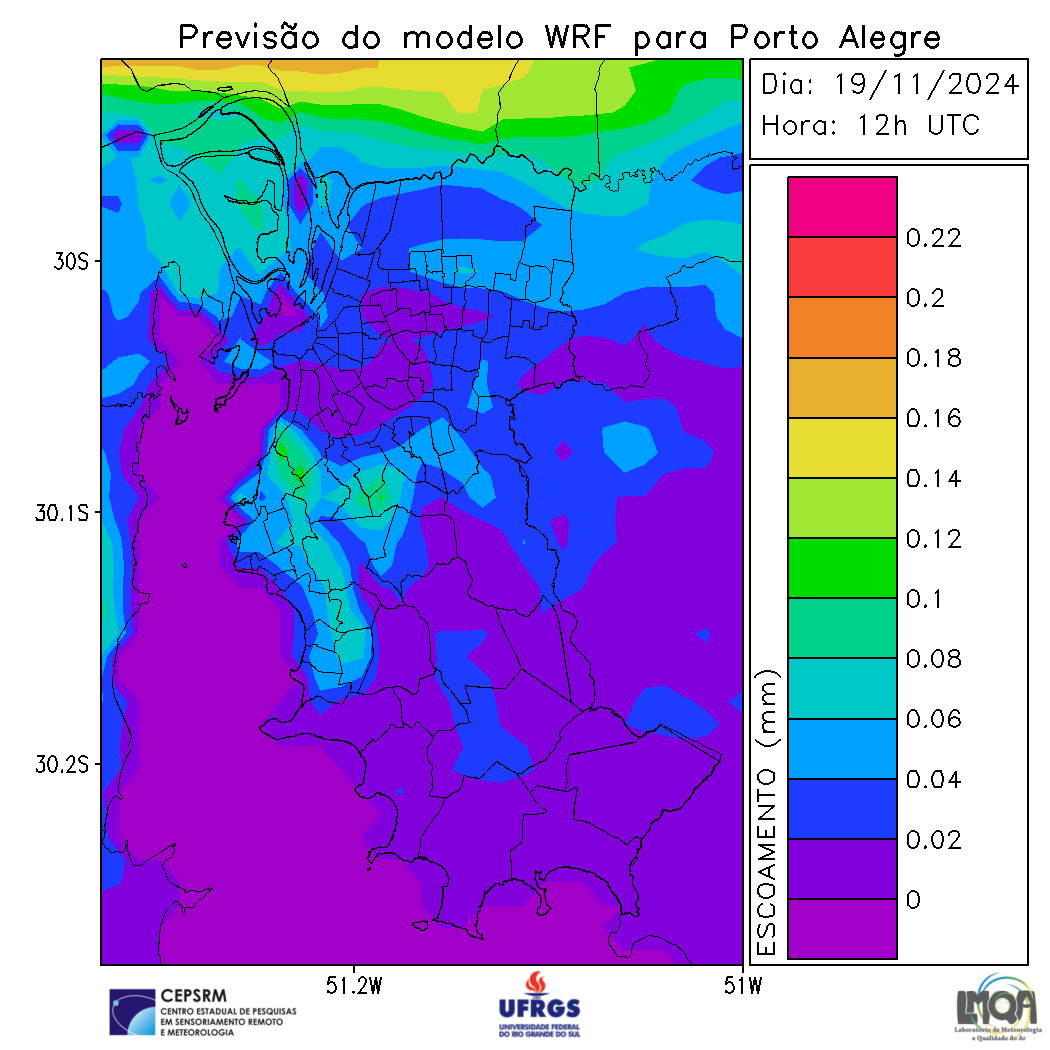 Previsão do modelo WRF para Porto Alegre
Dia: 19/11/2024
Hora: 12h UTC
30S
30.1S
30.2S
51.2W
51W
ESCOAMENTO (mm)
0.22
0.2
0.18
0.16
0.14
0.12
0.1
0.08
0.06
0.04
0.02
0
CEPSRM
CENTRO ESTADUAL DE PESQUISAS
EM SENSORIAMENTO REMOTO
E METEOROLOGIA
UFRGS
UNIVERSIDADE FEDERAL
DO RIO GRANDE DO SUL
LMQA
Laboratório de Meteorologia
e Qualidade do Ar